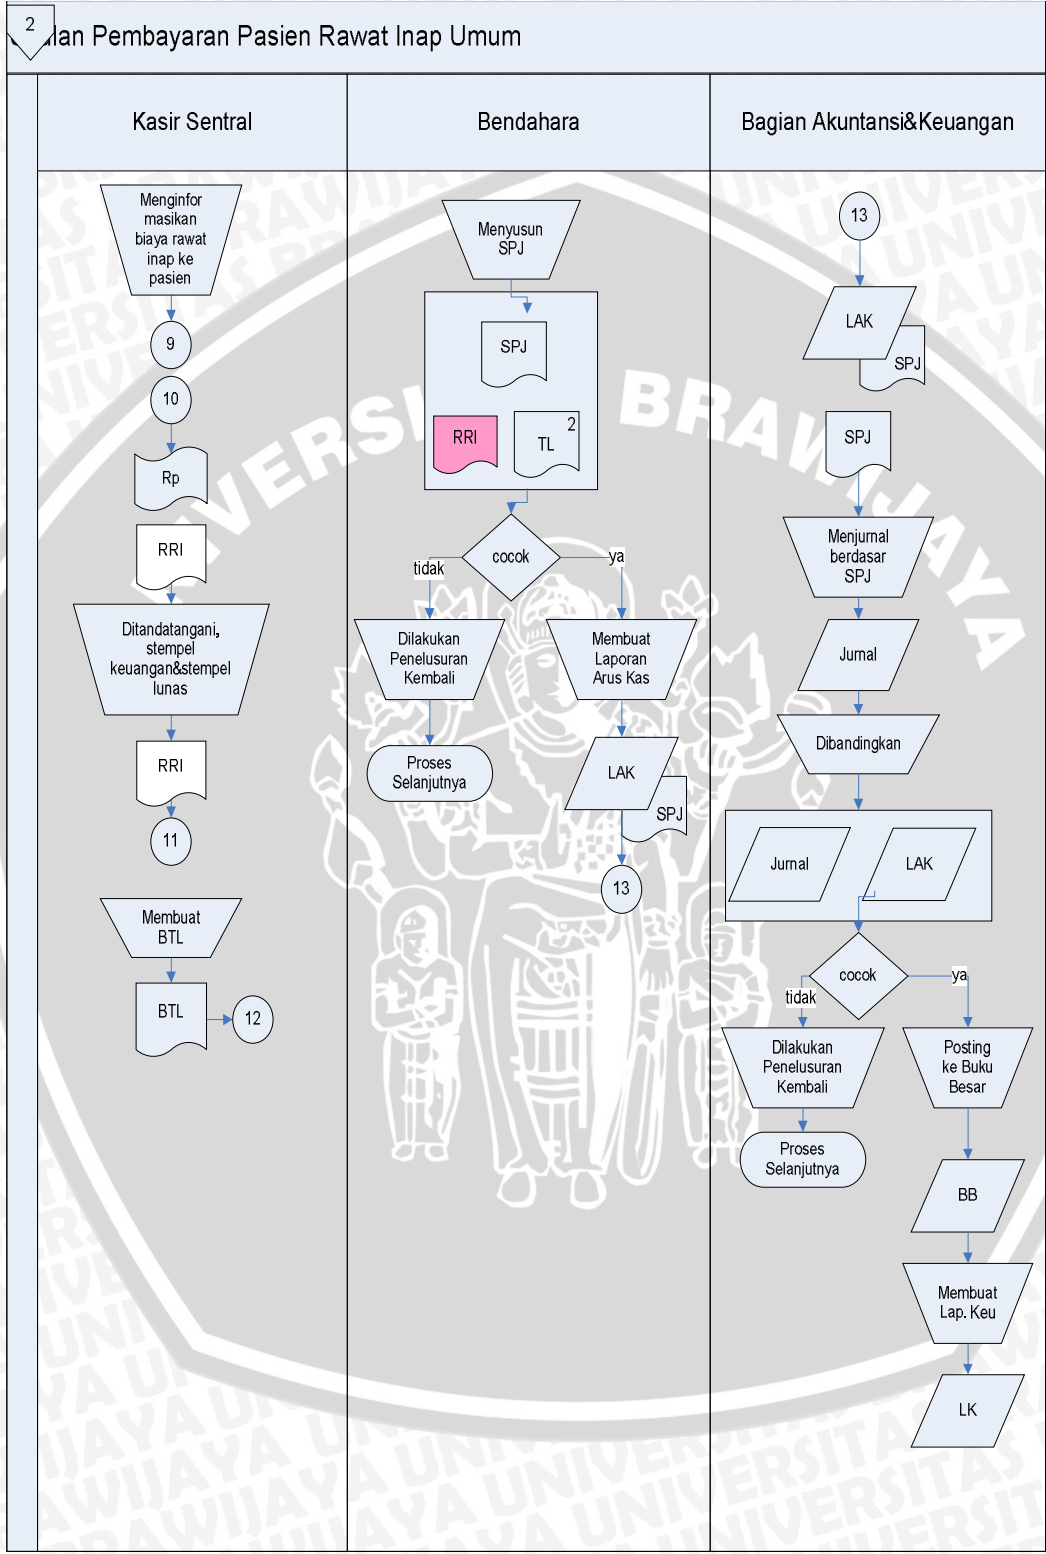 2
lan Pembayaran Pasien Rawat Inap Umum
Kasir Sentral
Menginfor
masikan
biaya rawat
inap ke
pasien
9
10
Rp
RRI
Ditandatangani,
stempel
keuangan&stempel
lunas
RRI
11
Membuat
BTL
BTL
12
Bendahara
Menyusun
SPJ
SPJ
RRI
2
TL
cocok
tidak
ya
Dilakukan
Penelusuran
Kembali
Proses
Selanjutnya
Membuat
Laporan
Arus Kas
LAK
SPJ
13
Bagian Akuntansi&Keuangan
13
LAK
SPJ
SPJ
Menjurnal
berdasar
SPJ
Jurnal
Dibandingkan
Jurnal
LAK
cocok
tidak
ya
Dilakukan
Penelusuran
Kembali
Proses
Selanjutnya
Posting
ke Buku
Besar
BB
Membuat
Lap. Keu
LK
BRAWIJAYA